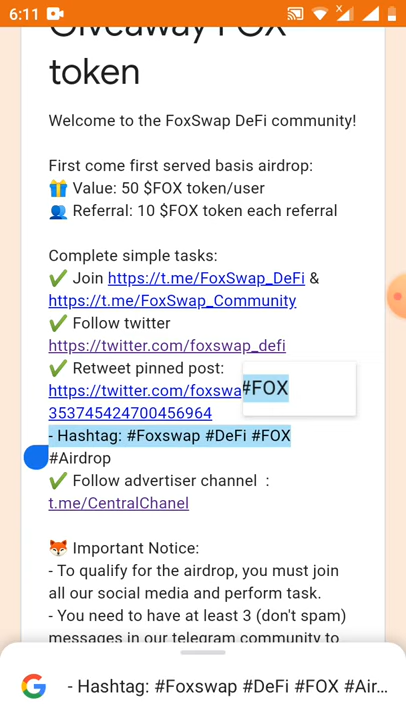 6:11
Giveaway FOX
token
Welcome to the FoxSwap DeFi community!
First come first served basis airdrop:
🎁 Value: 50 $FOX token/user
👥 Referral: 10 $FOX token each referral
Complete simple tasks:
✔ Join https://t.me/FoxSwap_DeFi &
https://t.me/FoxSwap_Community
✔ Follow twitter
https://twitter.com/foxswap_defi
✔ Retweet pinned post:
https://twitter.com/foxswa
#FOX
353745424700456964
- Hashtag: #Foxswap #DeFi #FOX
#Airdrop
✔ Follow advertiser channel :
t.me/CentralChanel
🦊 Important Notice:
- To qualify for the airdrop, you must join
all our social media and perform task.
- You need to have at least 3 (don't spam)
messages in our telegram community to
- Hashtag: #Foxswap #DeFi #FOX #Air...